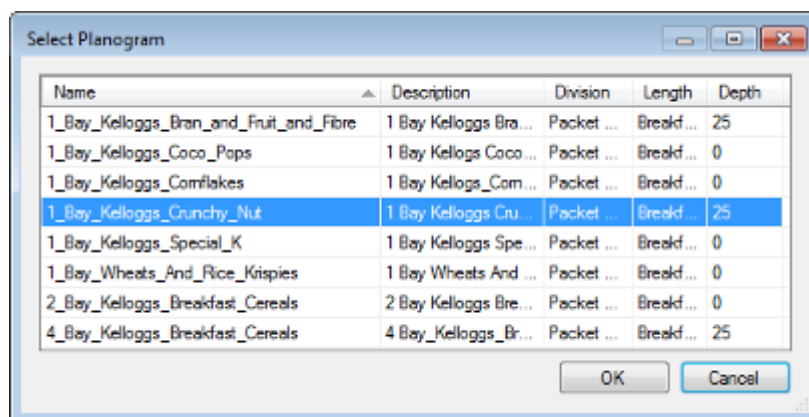 Select Planogram
Name Description Division Length Depth
1_Bay_Kelloggs_Bran_and_Fruit_and_Fibre 1 Bay Kelloggs Bra... Packet ... Breakf... 25
1_Bay_Kelloggs_Coco_Pops 1 Bay Kellogs Coco... Packet ... Breakf... 0
1_Bay_Kelloggs_Cornflakes 1 Bay Kellogs_Corn... Packet ... Breakf... 0
1_Bay_Kelloggs_Crunchy_Nut 1 Bay Kelloggs Cru... Packet ... Breakf... 25
1_Bay_Kelloggs_Special_K 1 Bay Kelloggs Spe... Packet ... Breakf... 0
1_Bay_Wheats_And_Rice_Krispies 1 Bay Wheats And ... Packet ... Breakf... 0
2_Bay_Kelloggs_Breakfast_Cereals 2 Bay Kelloggs Bre... Packet ... Breakf... 0
4_Bay_Kelloggs_Breakfast_Cereals 4 Bay_Kelloggs_Br... Packet ... Breakf... 25
OK Cancel